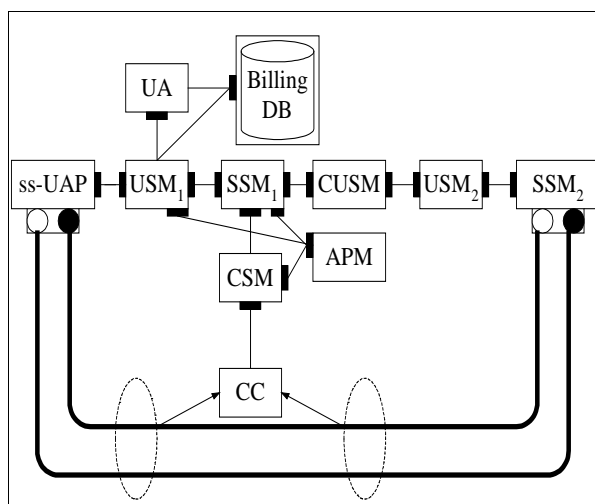 UA
Billing
DB
ss-UAP
USM₁
SSM₁
CUSM
USM₂
SSM₂
CSM
APM
CC